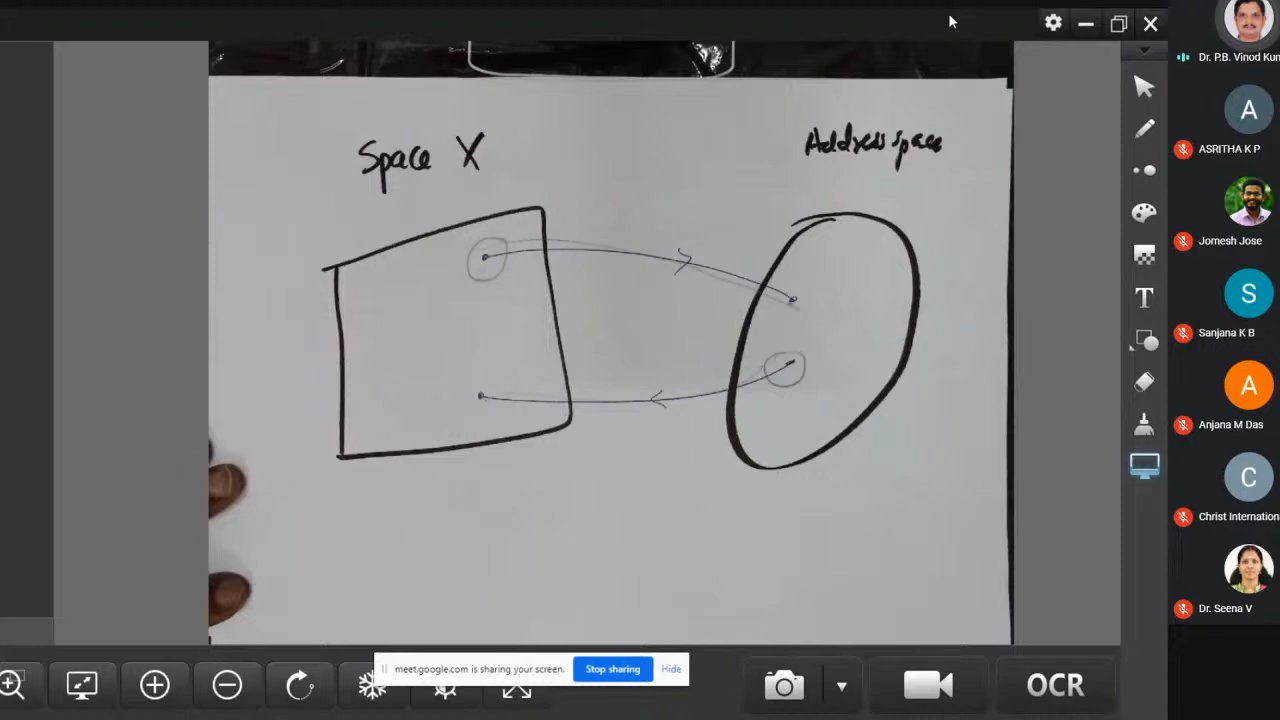 Space X
Address space
Dr. P.B. Vinod Kun
A
ASRITHA K P
Jomesh Jose
S
Sanjana K B
A
Anjana M Das
C
Christ Internation
Dr. Seena V
T
meet.google.com is sharing your screen.
Stop sharing
Hide
OCR